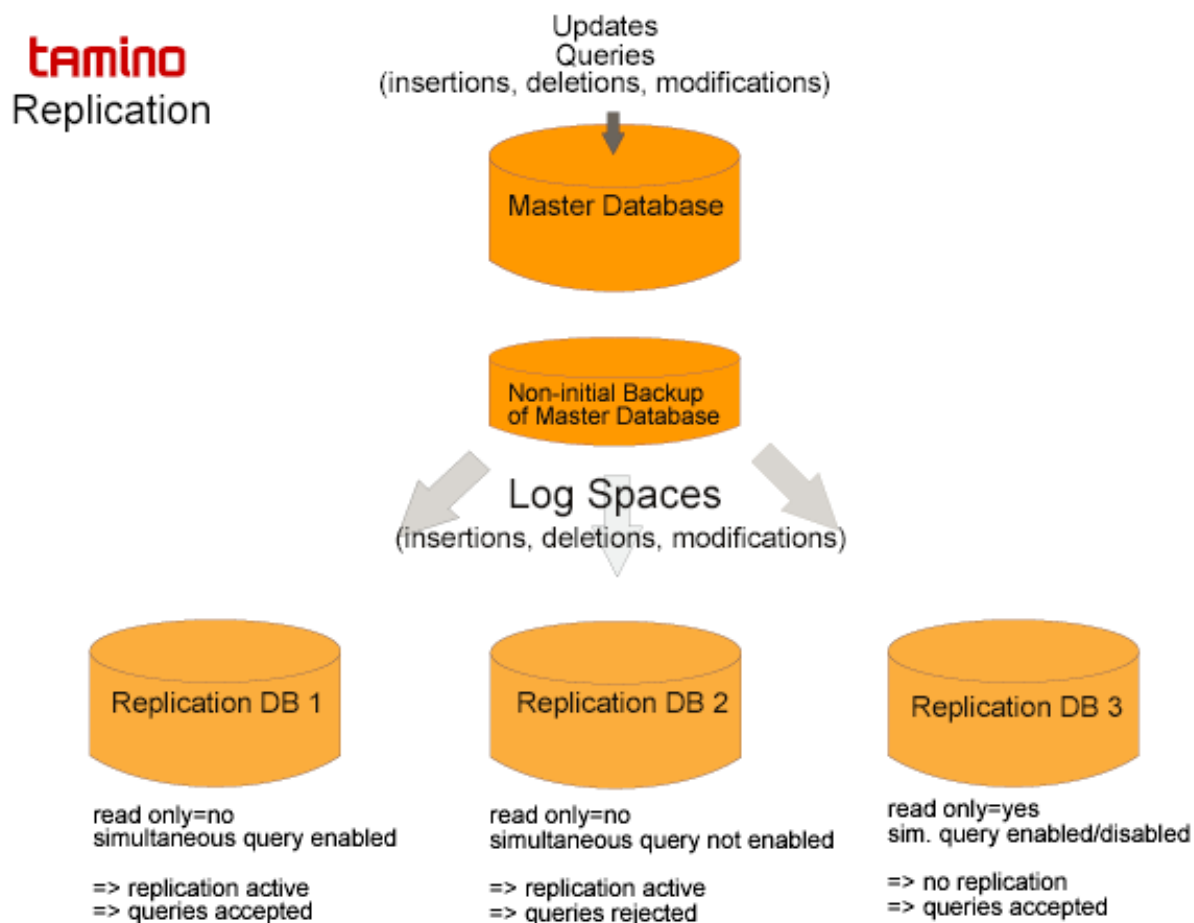 tamino
Replication
Updates
Queries
(insertions, deletions, modifications)
Master Database
Non-initial Backup
of Master Database
Log Spaces
(insertions, deletions, modifications)
Replication DB 1
read only=no
simultaneous query enabled
=> replication active
=> queries accepted
Replication DB 2
read only=no
simultaneous query not enabled
=> replication active
=> queries rejected
Replication DB 3
read only=yes
sim. query enabled/disabled
=> no replication
=> queries accepted